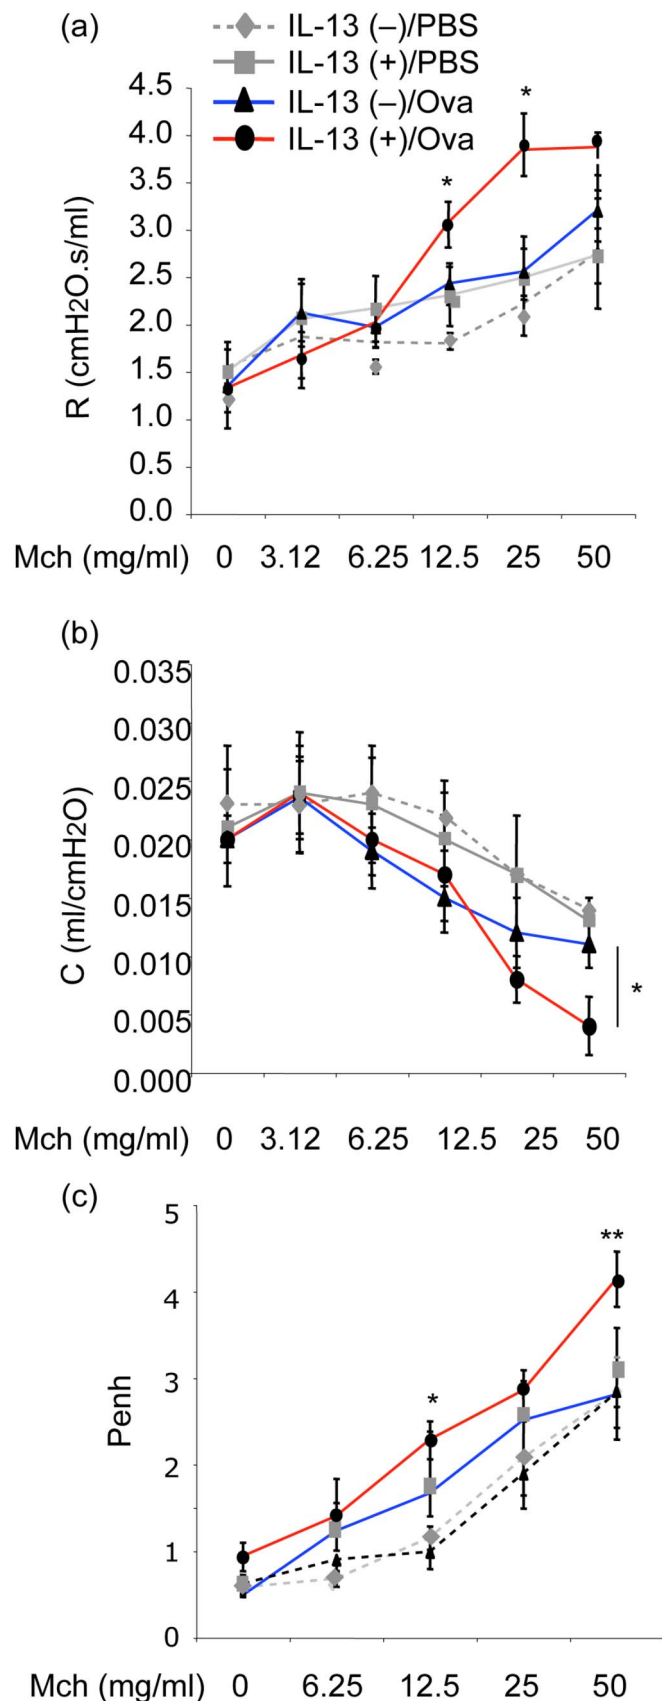 (a)
IL-13 (–)/PBS
IL-13 (+)/PBS
IL-13 (–)/Ova
IL-13 (+)/Ova
R (cmH2O.s/ml)
4.5
4.0
3.5
3.0
2.5
2.0
1.5
1.0
0.5
0.0
*
*
Mch (mg/ml) 0 3.12 6.25 12.5 25 50
(b)
C (ml/cmH2O)
0.035
0.030
0.025
0.020
0.015
0.010
0.005
0.000
*
Mch (mg/ml) 0 3.12 6.25 12.5 25 50
(c)
Penh
5
4
3
2
1
0
*
**
Mch (mg/ml) 0 6.25 12.5 25 50